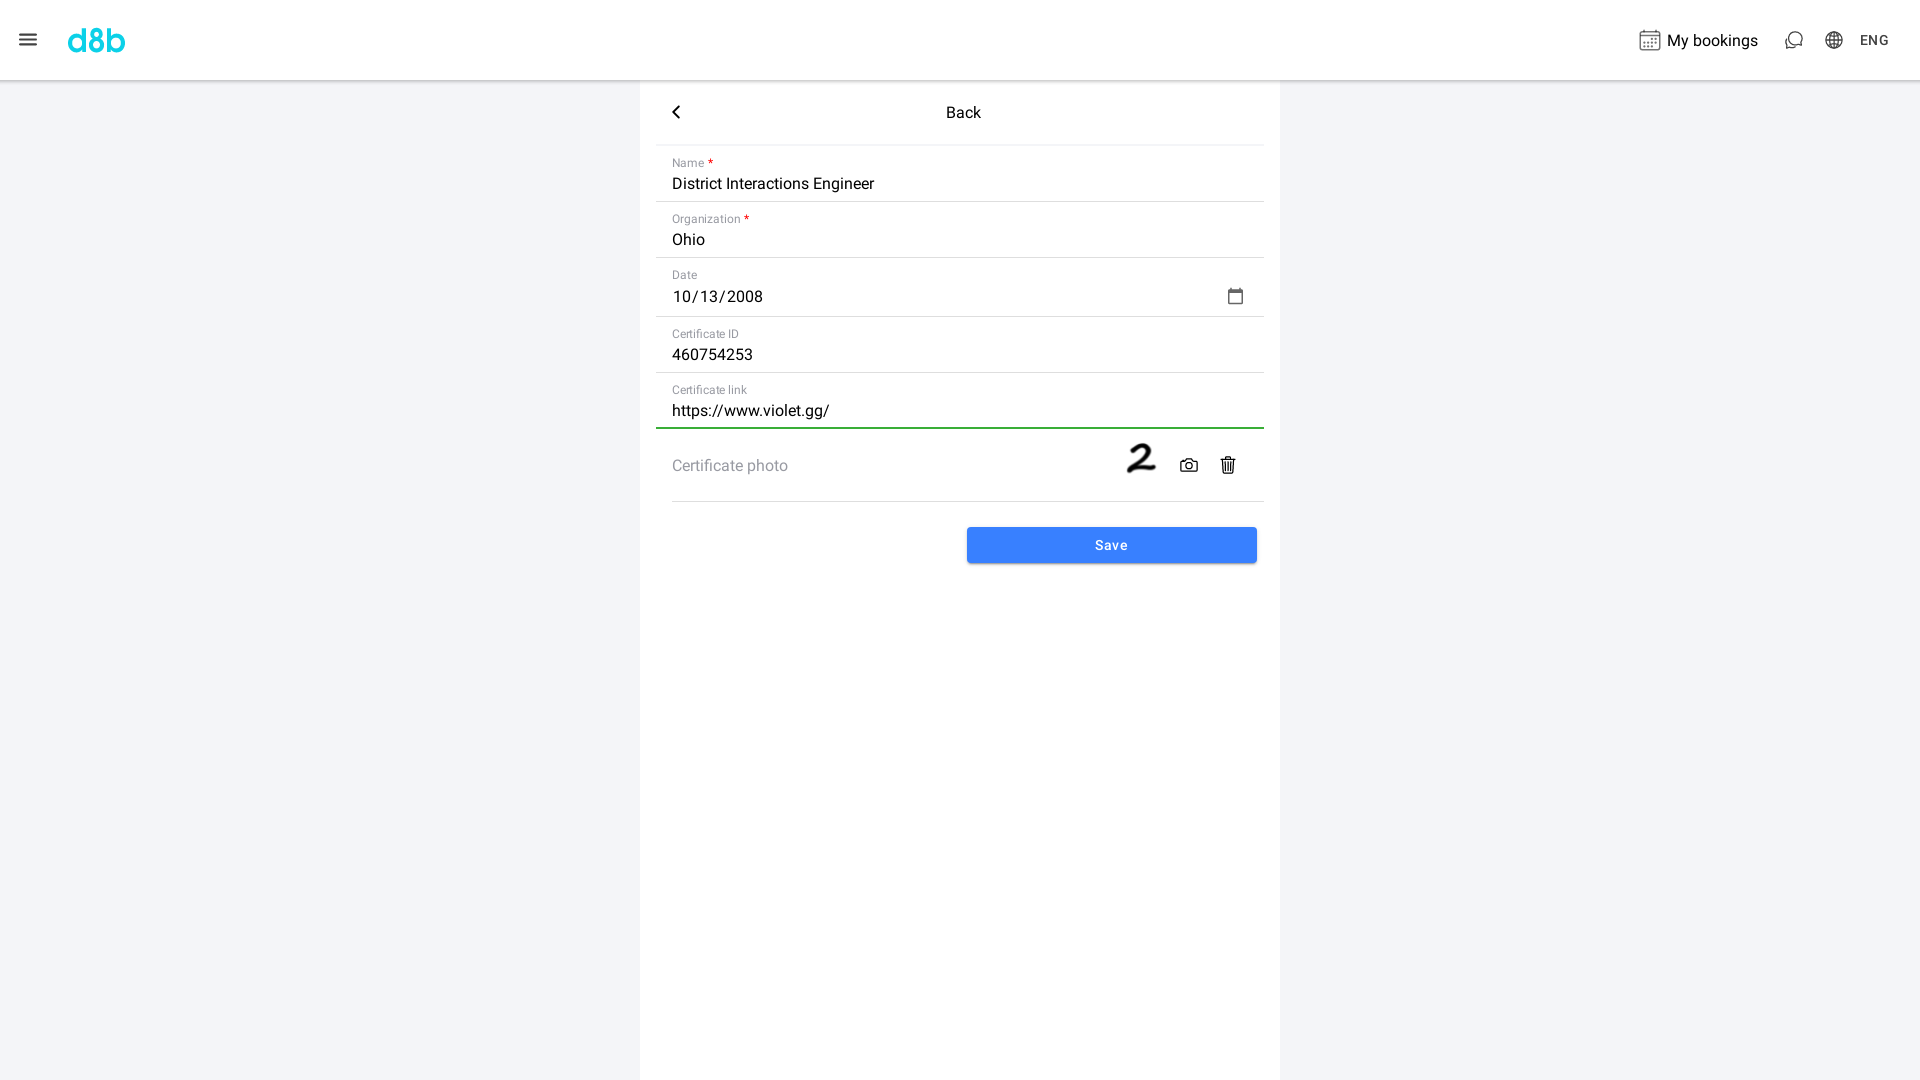 d8b
My bookings
ENG
Back
Name *
District Interactions Engineer
Organization *
Ohio
Date
10/13/2008
Certificate ID
460754253
Certificate link
https://www.violet.gg/
Certificate photo
2
Save